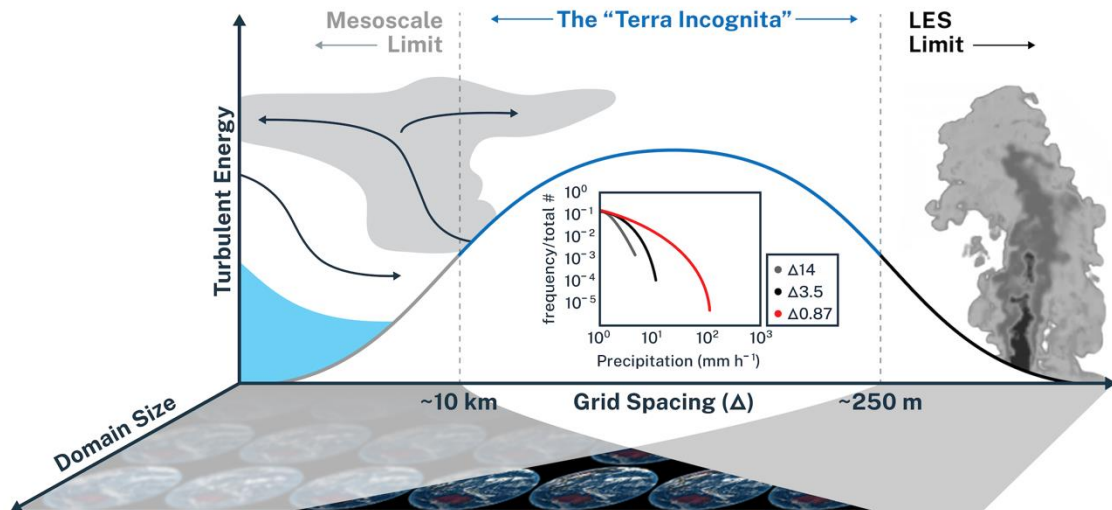 Mesoscale
Limit
The “Terra Incognita”
LES
Limit
Turbulent Energy
frequency/total #
10⁰
10⁻¹
10⁻²
10⁻³
10⁻⁴
10⁻⁵
10⁰
10¹
10²
10³
Precipitation (mm h⁻¹)
Δ14
Δ3.5
Δ0.87
~10 km
Grid Spacing (Δ)
~250 m
Domain Size